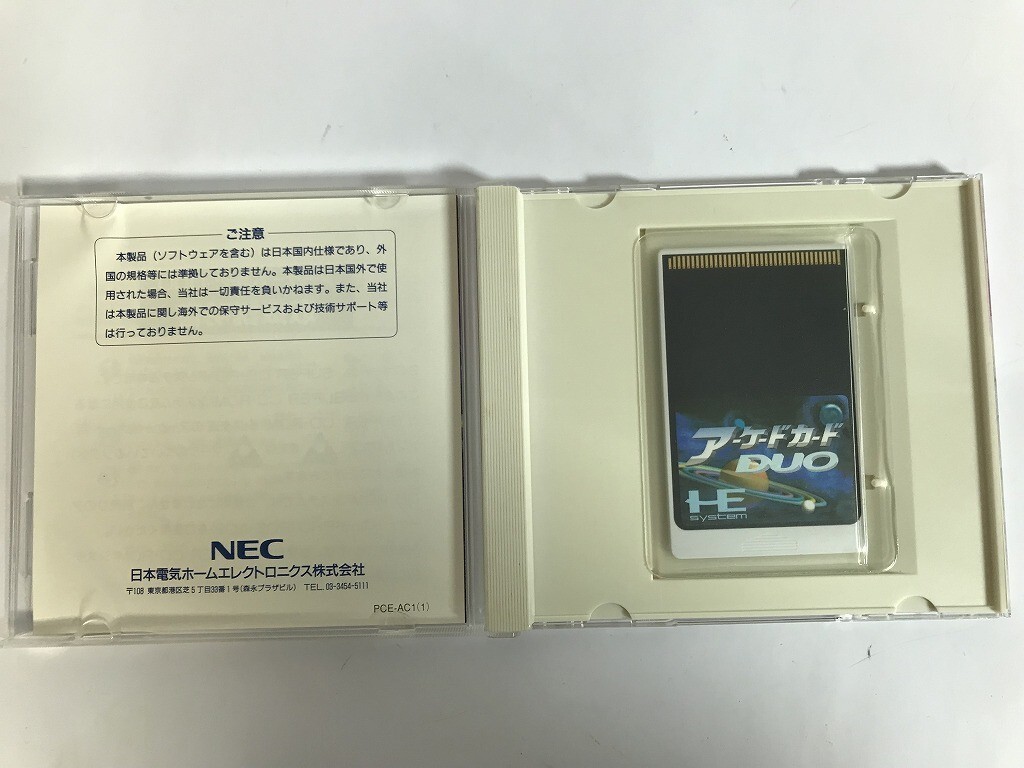 ご注意
本製品（ソフトウェアを含む）は日本国内仕様であり、外
国の規格等には準拠しておりません。本製品は日本国外で使
用された場合、当社は一切責任を負いかねます。また、当社
は本製品に関し海外での保守サービスおよび技術サポート等
は行っておりません。
NEC
日本電気ホームエレクトロニクス株式会社
〒108 東京都港区芝5丁目33番1号(森永プラザビル) TEL.03-3454-5111
PCE-AC1(1)
アーケードカード
DUO
HE
system